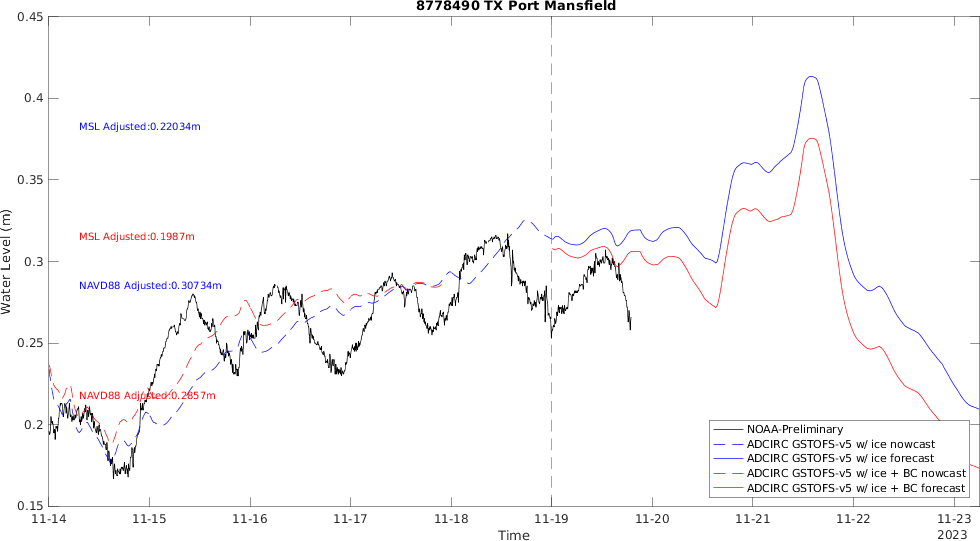 8778490 TX Port Mansfield
Water Level (m)
0.45
0.4
0.35
0.3
0.25
0.2
0.15
MSL Adjusted:0.22034m
MSL Adjusted:0.1987m
NAVD88 Adjusted:0.30734m
NAVD88 Adjusted:0.2857m
NOAA-Preliminary
ADCIRC GSTOFS-v5 w/ ice nowcast
ADCIRC GSTOFS-v5 w/ ice forecast
ADCIRC GSTOFS-v5 w/ ice + BC nowcast
ADCIRC GSTOFS-v5 w/ ice + BC forecast
11-14 11-15 11-16 11-17 11-18 11-19 11-20 11-21 11-22 11-23
Time
2023